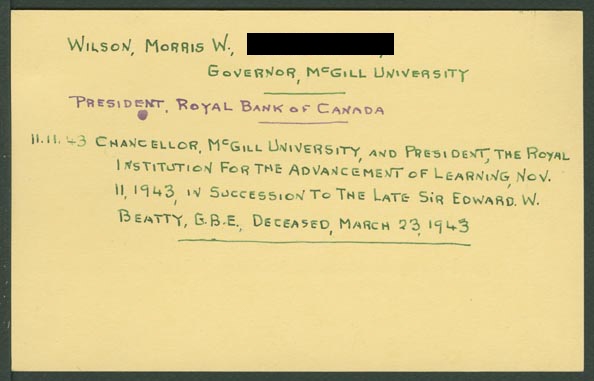 Wilson, Morris W.,
Governor, McGill University
President, Royal Bank of Canada
11.11.43 Chancellor, McGill University, and President, the Royal
Institution for the Advancement of Learning, Nov.
11, 1943, in Succession to the Late Sir Edward. W.
Beatty, G.B.E., Deceased, March 23, 1943